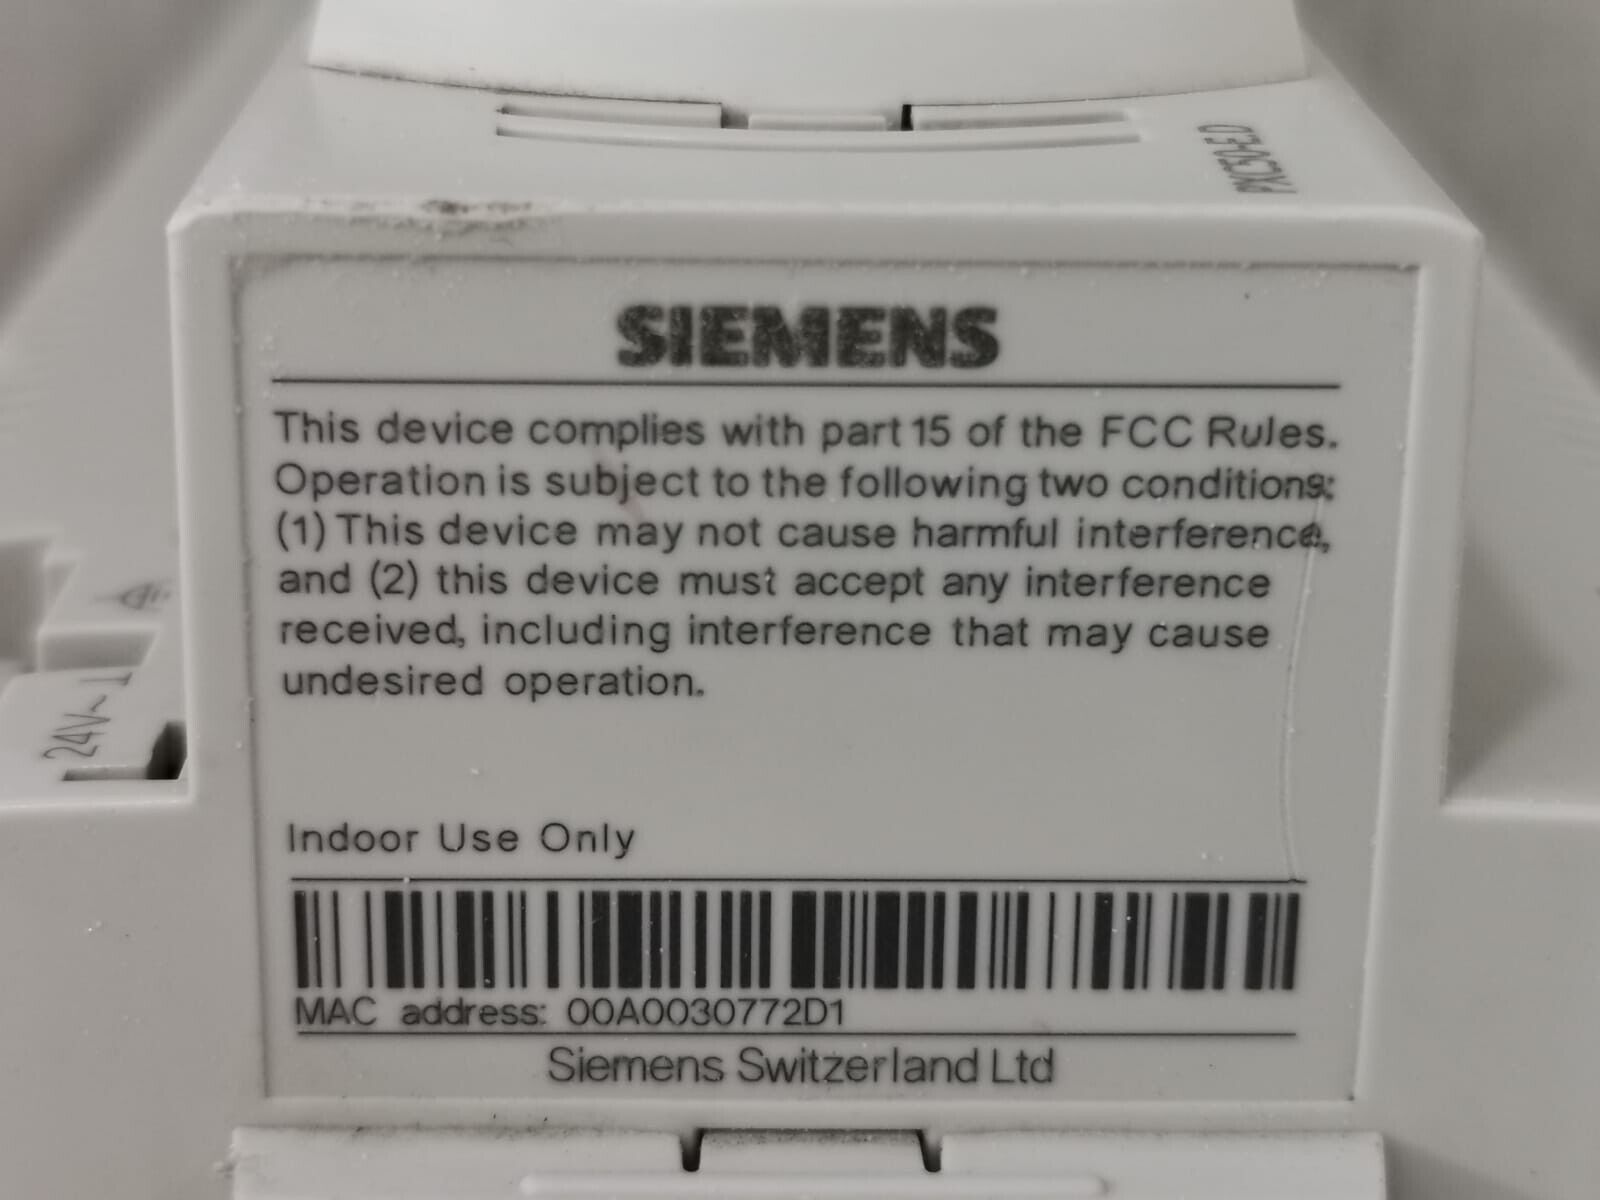 PXC50-E.D
SIEMENS
This device complies with part 15 of the FCC Rules.
Operation is subject to the following two conditions:
(1) This device may not cause harmful interference,
and (2) this device must accept any interference
received, including interference that may cause
undesired operation.
24V~ ⊥
Indoor Use Only
MAC address: 00A0030772D1
Siemens Switzerland Ltd